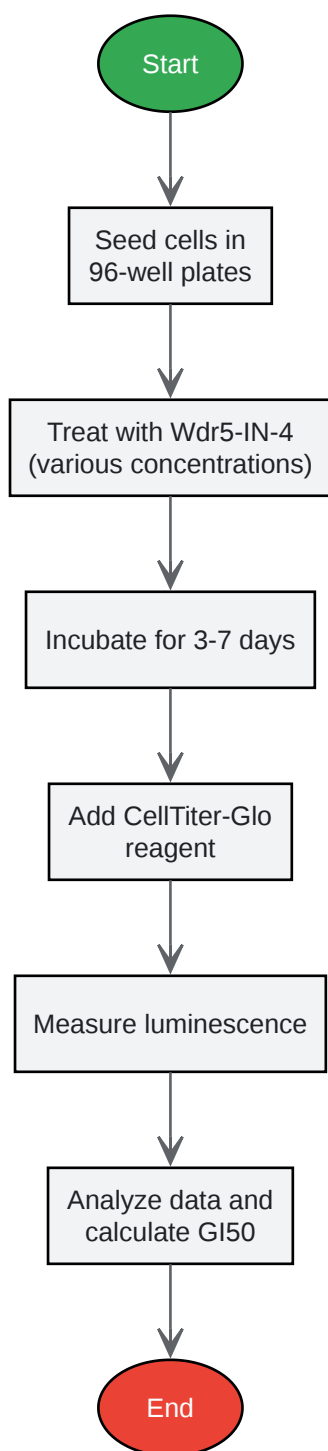 Start
Seed cells in
96-well plates
Treat with Wdr5-IN-4
(various concentrations)
Incubate for 3-7 days
Add CellTiter-Glo
reagent
Measure luminescence
Analyze data and
calculate GI50
End